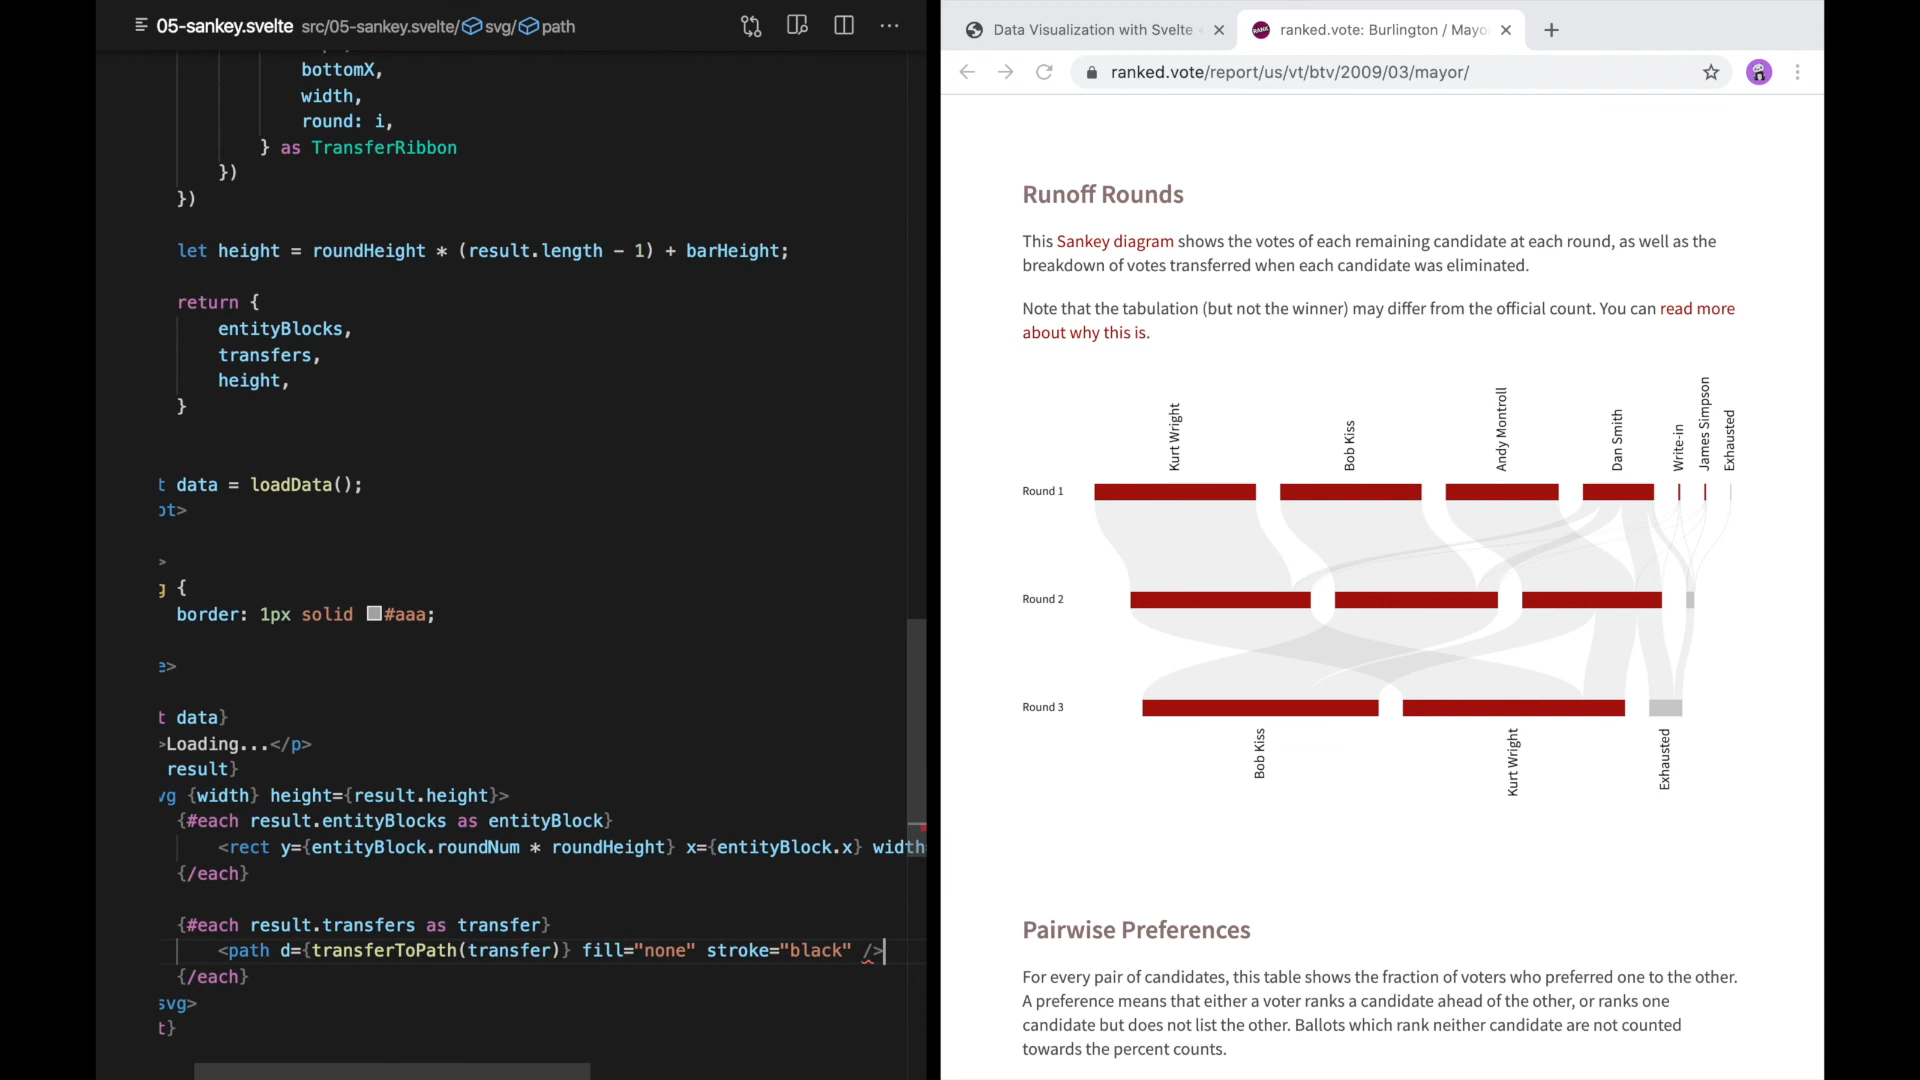 05-sankey.svelte src/05-sankey.svelte/svg/path
bottomX,
width,
round: i,
} as TransferRibbon
})
})
let height = roundHeight * (result.length - 1) + barHeight;
return {
entityBlocks,
transfers,
height,
}
t data = loadData();
pt>
>
g {
border: 1px solid #aaa;
e>
t data}
>Loading...</p>
result}
vg {width} height={result.height}>
{#each result.entityBlocks as entityBlock}
<rect y={entityBlock.roundNum * roundHeight} x={entityBlock.x} width
{/each}
{#each result.transfers as transfer}
<path d={transferToPath(transfer)} fill="none" stroke="black" />
{/each}
svg>
t}
Data Visualization with Svelte
RANK
ranked.vote: Burlington / Mayo
ranked.vote/report/us/vt/btv/2009/03/mayor/
Runoff Rounds
This Sankey diagram shows the votes of each remaining candidate at each round, as well as the
breakdown of votes transferred when each candidate was eliminated.
Note that the tabulation (but not the winner) may differ from the official count. You can read more
about why this is.
Kurt Wright
Bob Kiss
Andy Montroll
Dan Smith
Write-in
James Simpson
Exhausted
Round 1
Round 2
Round 3
Bob Kiss
Kurt Wright
Exhausted
Pairwise Preferences
For every pair of candidates, this table shows the fraction of voters who preferred one to the other.
A preference means that either a voter ranks a candidate ahead of the other, or ranks one
candidate but does not list the other. Ballots which rank neither candidate are not counted
towards the percent counts.